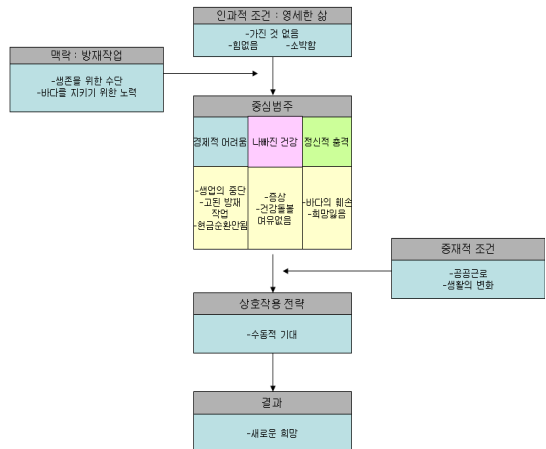 인과적 조건 : 영세한 삶
-가진 것 없음
-힘없음 -소박함
맥락 : 방재작업
-생존을 위한 수단
-바다를 지키기 위한 노력
중심범주
경제적 어려움 나빠진 건강 정신적 충격
-생업의 중단
-고된 방재
작업
-현금순환안됨
-증상
-건강돌볼
여유없음
-바다의 훼손
-희망잃음
중재적 조건
-공공근로
-생활의 변화
상호작용 전략
-수동적 기대
결과
-새로운 희망